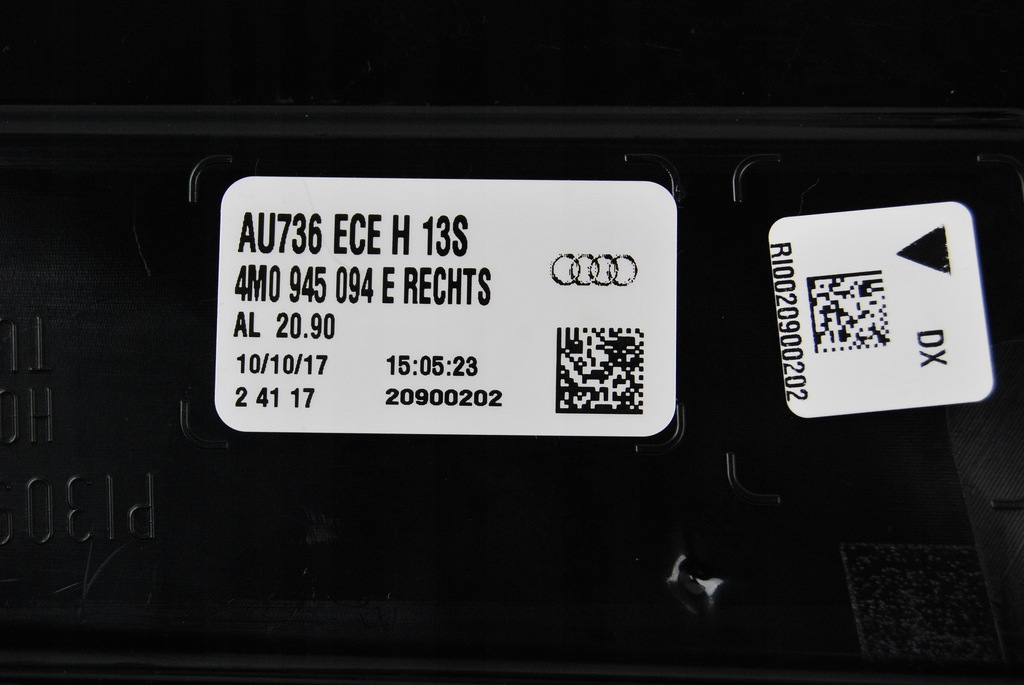 AU736 ECE H 13S
4M0 945 094 E RECHTS
AL 20.90
10/10/17 15:05:23
2 41 17 20900202
RI0020900202
DX